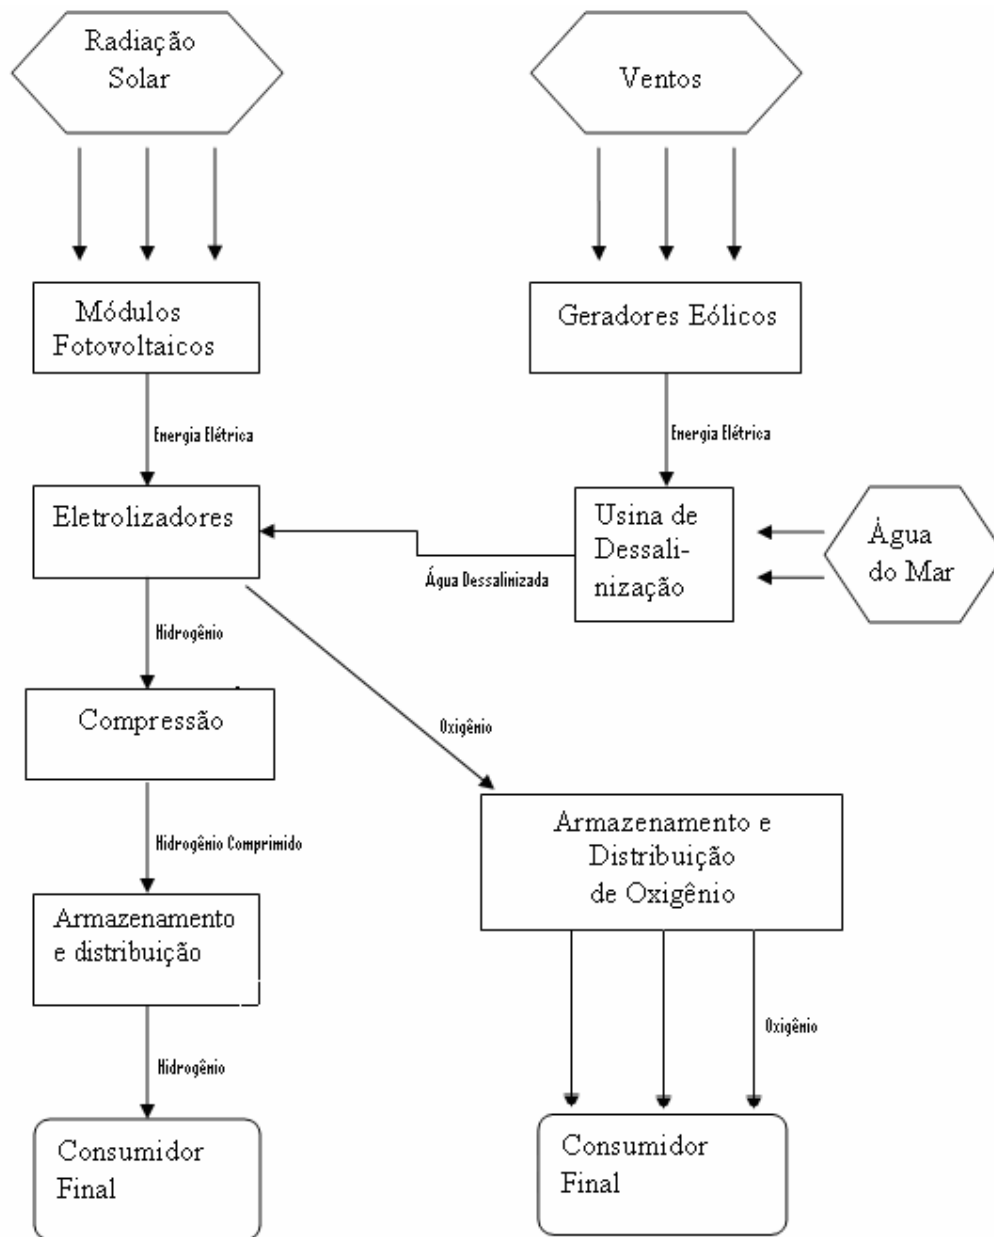 Radiação
Solar
Ventos
Módulos
Fotovoltaicos
Geradores Eólicos
Energia Elétrica
Energia Elétrica
Eletrolizadores
Usina de
Dessali-
nização
Água
do Mar
Água Dessalinizada
Hidrogênio
Compressão
Oxigênio
Hidrogênio Comprimido
Armazenamento e
Distribuição
de Oxigênio
Armazenamento
e distribuição
Oxigênio
Hidrogênio
Consumidor
Final
Consumidor
Final